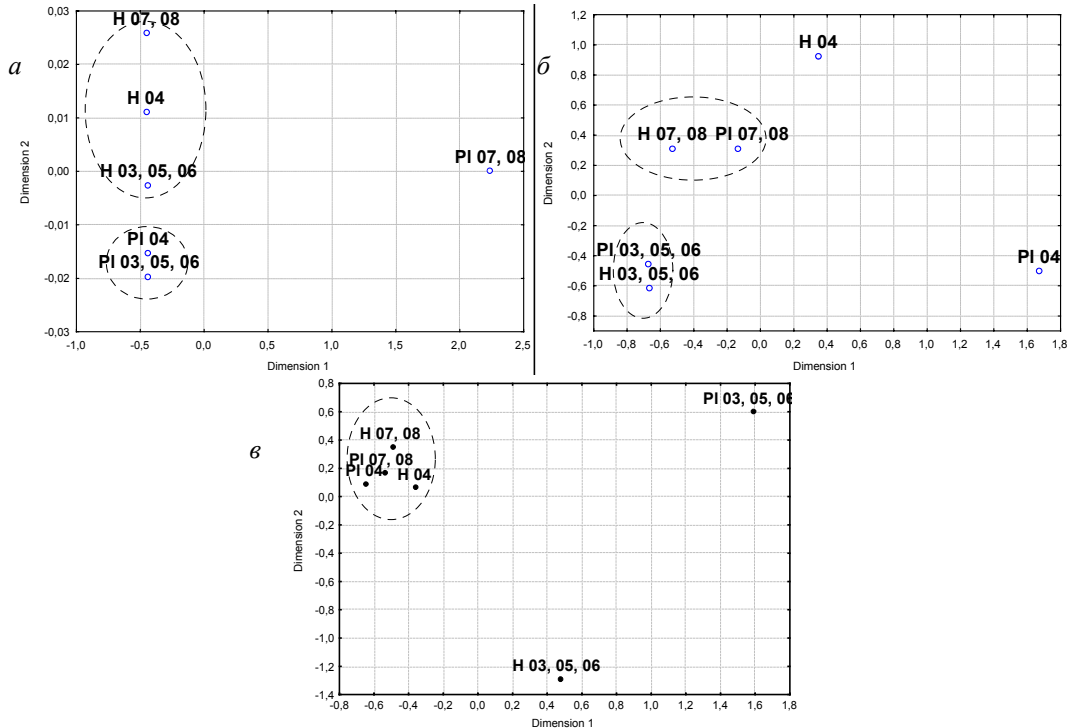 а
0,03
0,02
0,01
0,00
-0,01
-0,02
-0,03
Dimension 2
H 07, 08
H 04
H 03, 05, 06
Pl 04
Pl 03, 05, 06
Pl 07, 08
-1,0 -0,5 0,0 0,5 1,0 1,5 2,0 2,5
Dimension 1
б
1,2
1,0
0,8
0,6
0,4
0,2
0,0
-0,2
-0,4
-0,6
-0,8
Dimension 2
H 04
H 07, 08 Pl 07, 08
Pl 03, 05, 06
H 03, 05, 06
Pl 04
-1,0 -0,8 -0,6 -0,4 -0,2 0,0 0,2 0,4 0,6 0,8 1,0 1,2 1,4 1,6 1,8
Dimension 1
в
0,8
0,6
0,4
0,2
0,0
-0,2
-0,4
-0,6
-0,8
-1,0
-1,2
-1,4
Dimension 2
Pl 03, 05, 06
H 07, 08
Pl 07, 08
Pl 04 H 04
H 03, 05, 06
-0,8 -0,6 -0,4 -0,2 0,0 0,2 0,4 0,6 0,8 1,0 1,2 1,4 1,6 1,8
Dimension 1